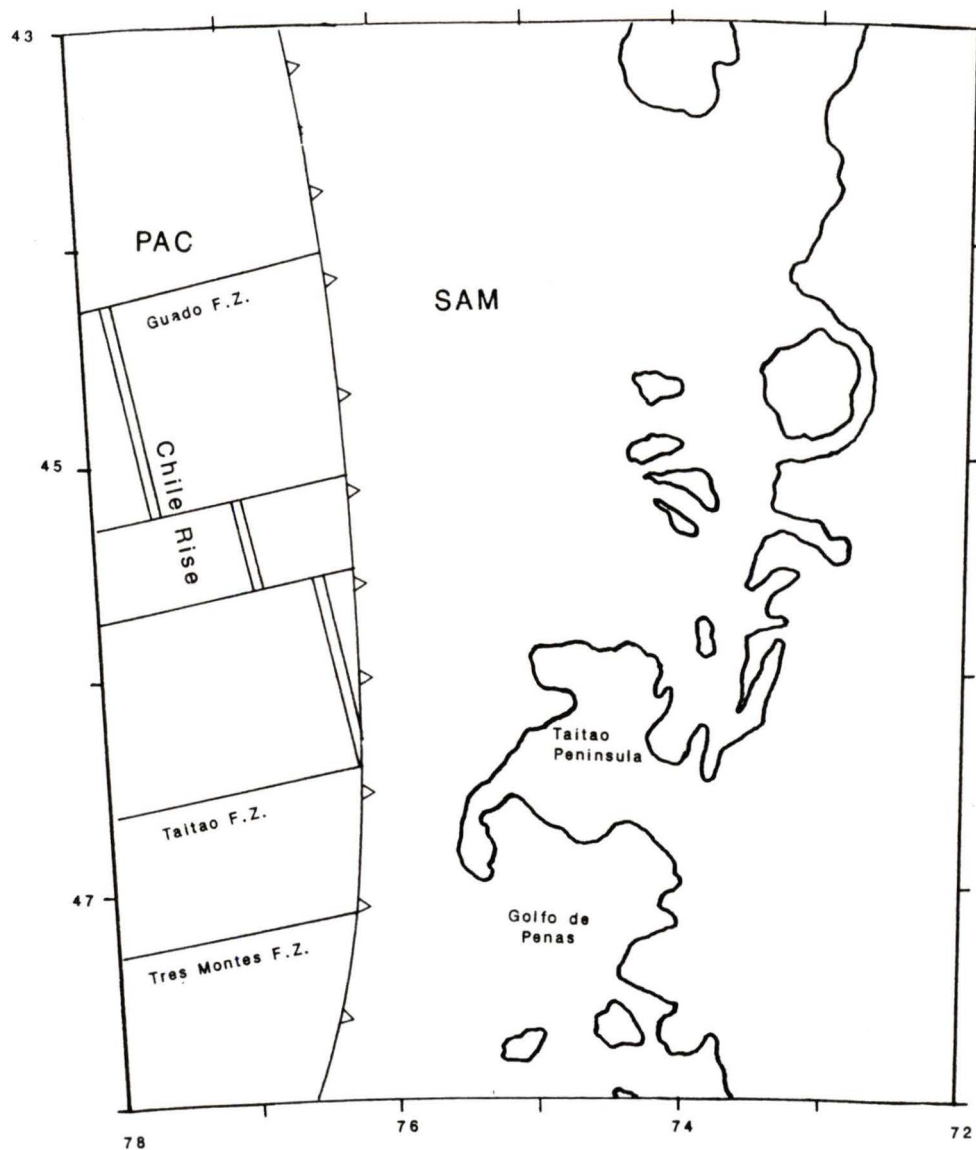 43
PAC
Guado F.Z.
SAM
45
Chile Rise
Taitao
Peninsula
Taitao F.Z.
47
Golfo de
Penas
Tres Montes F.Z.
78
76
74
72